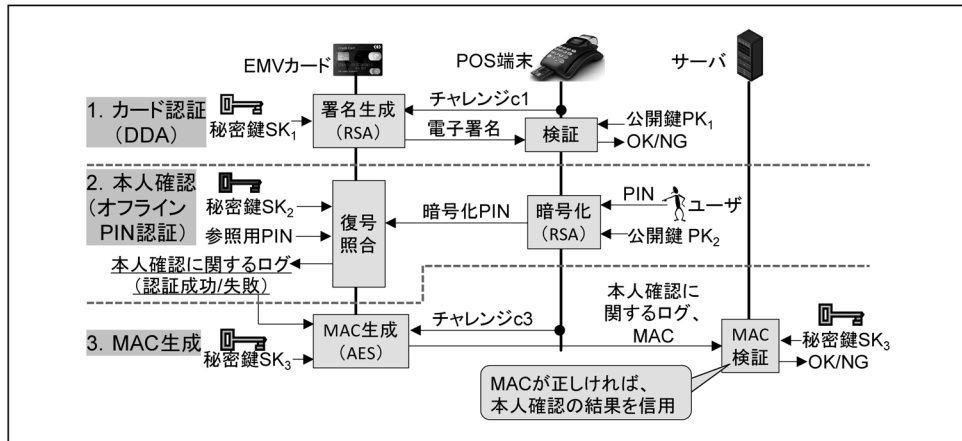 EMVカード
POS端末
サーバ
1. カード認証
(DDA)
秘密鍵SK1
署名生成
(RSA)
チャレンジc1
電子署名
検証
公開鍵PK1
OK/NG
2. 本人確認
(オフライン
PIN認証)
秘密鍵SK2
参照用PIN
復号
照合
暗号化PIN
暗号化
(RSA)
PIN
ユーザ
公開鍵 PK2
本人確認に関するログ
(認証成功/失敗)
3. MAC生成
秘密鍵SK3
MAC生成
(AES)
チャレンジc3
本人確認に
関するログ、
MAC
MAC
検証
秘密鍵SK3
OK/NG
MACが正しければ、
本人確認の結果を信用